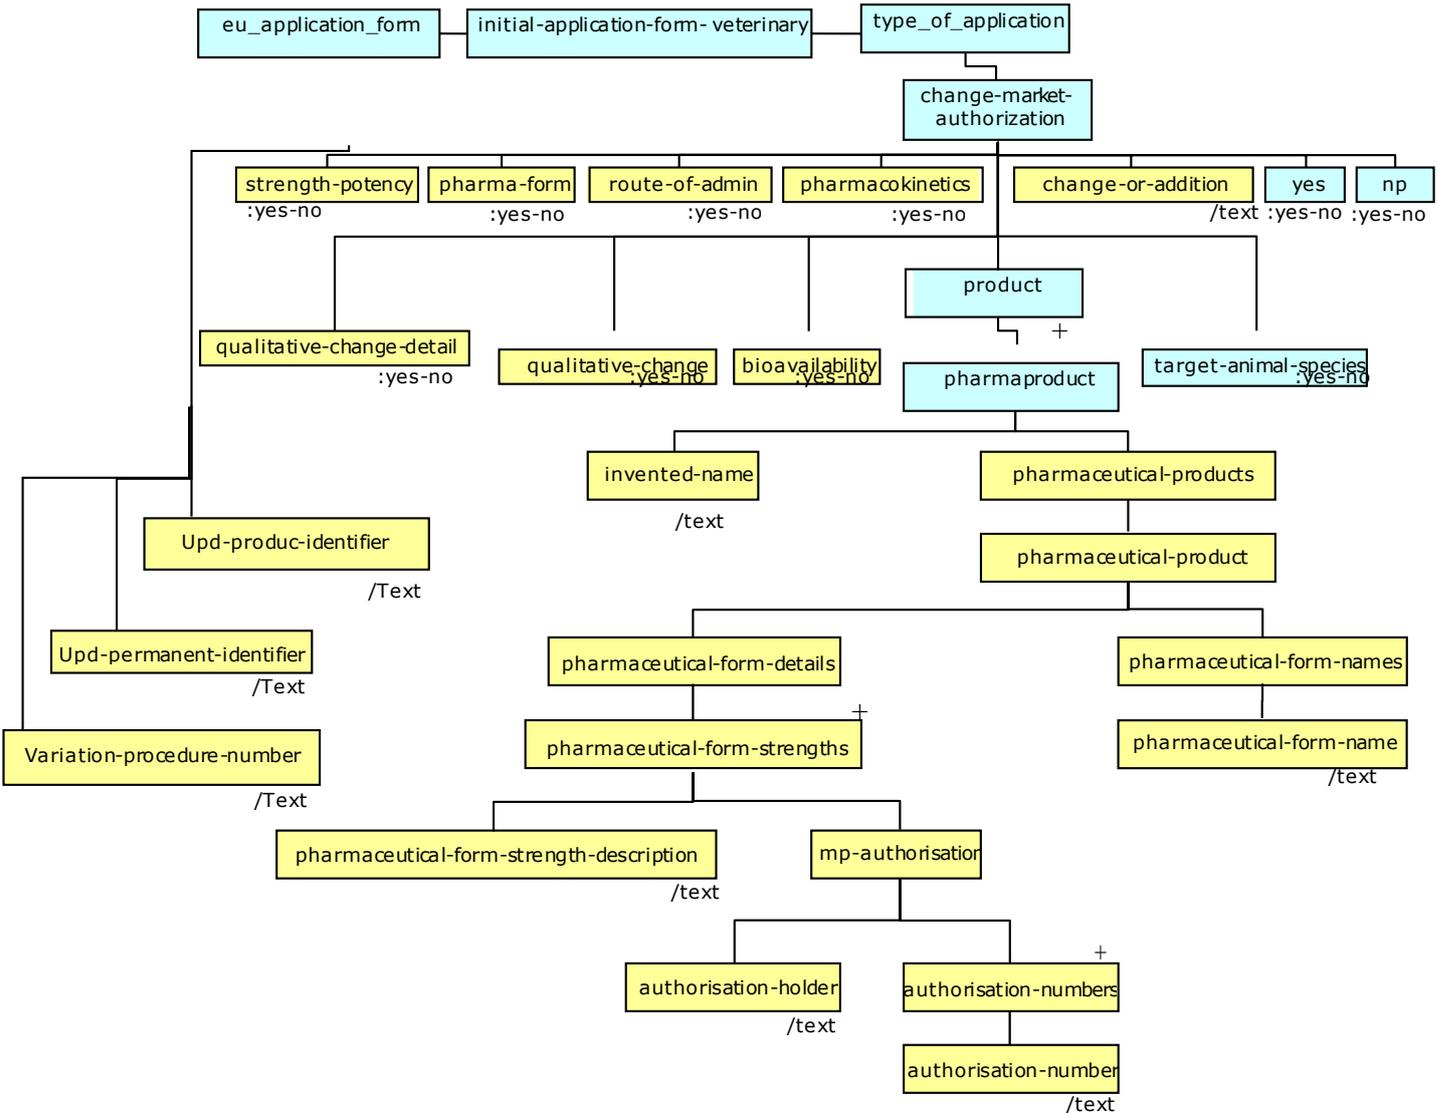 eu_application_form
initial-application-form- veterinary
type_of_application
change-market-
authorization
strength-potency
:yes-no
pharma-form
:yes-no
route-of-admin
:yes-no
pharmacokinetics
:yes-no
change-or-addition
/text
yes
:yes-no
np
:yes-no
product
+
qualitative-change-detail
:yes-no
qualitative-change
:yes-no
bioavailability
:yes-no
pharmaproduct
target-animal-species
:yes-no
invented-name
/text
pharmaceutical-products
Upd-produc-identifier
/Text
pharmaceutical-product
Upd-permanent-identifier
/Text
pharmaceutical-form-details
pharmaceutical-form-names
+
Variation-procedure-number
/Text
pharmaceutical-form-strengths
pharmaceutical-form-name
/text
pharmaceutical-form-strength-description
/text
mp-authorisation
+
authorisation-holder
/text
authorisation-numbers
authorisation-number
/text